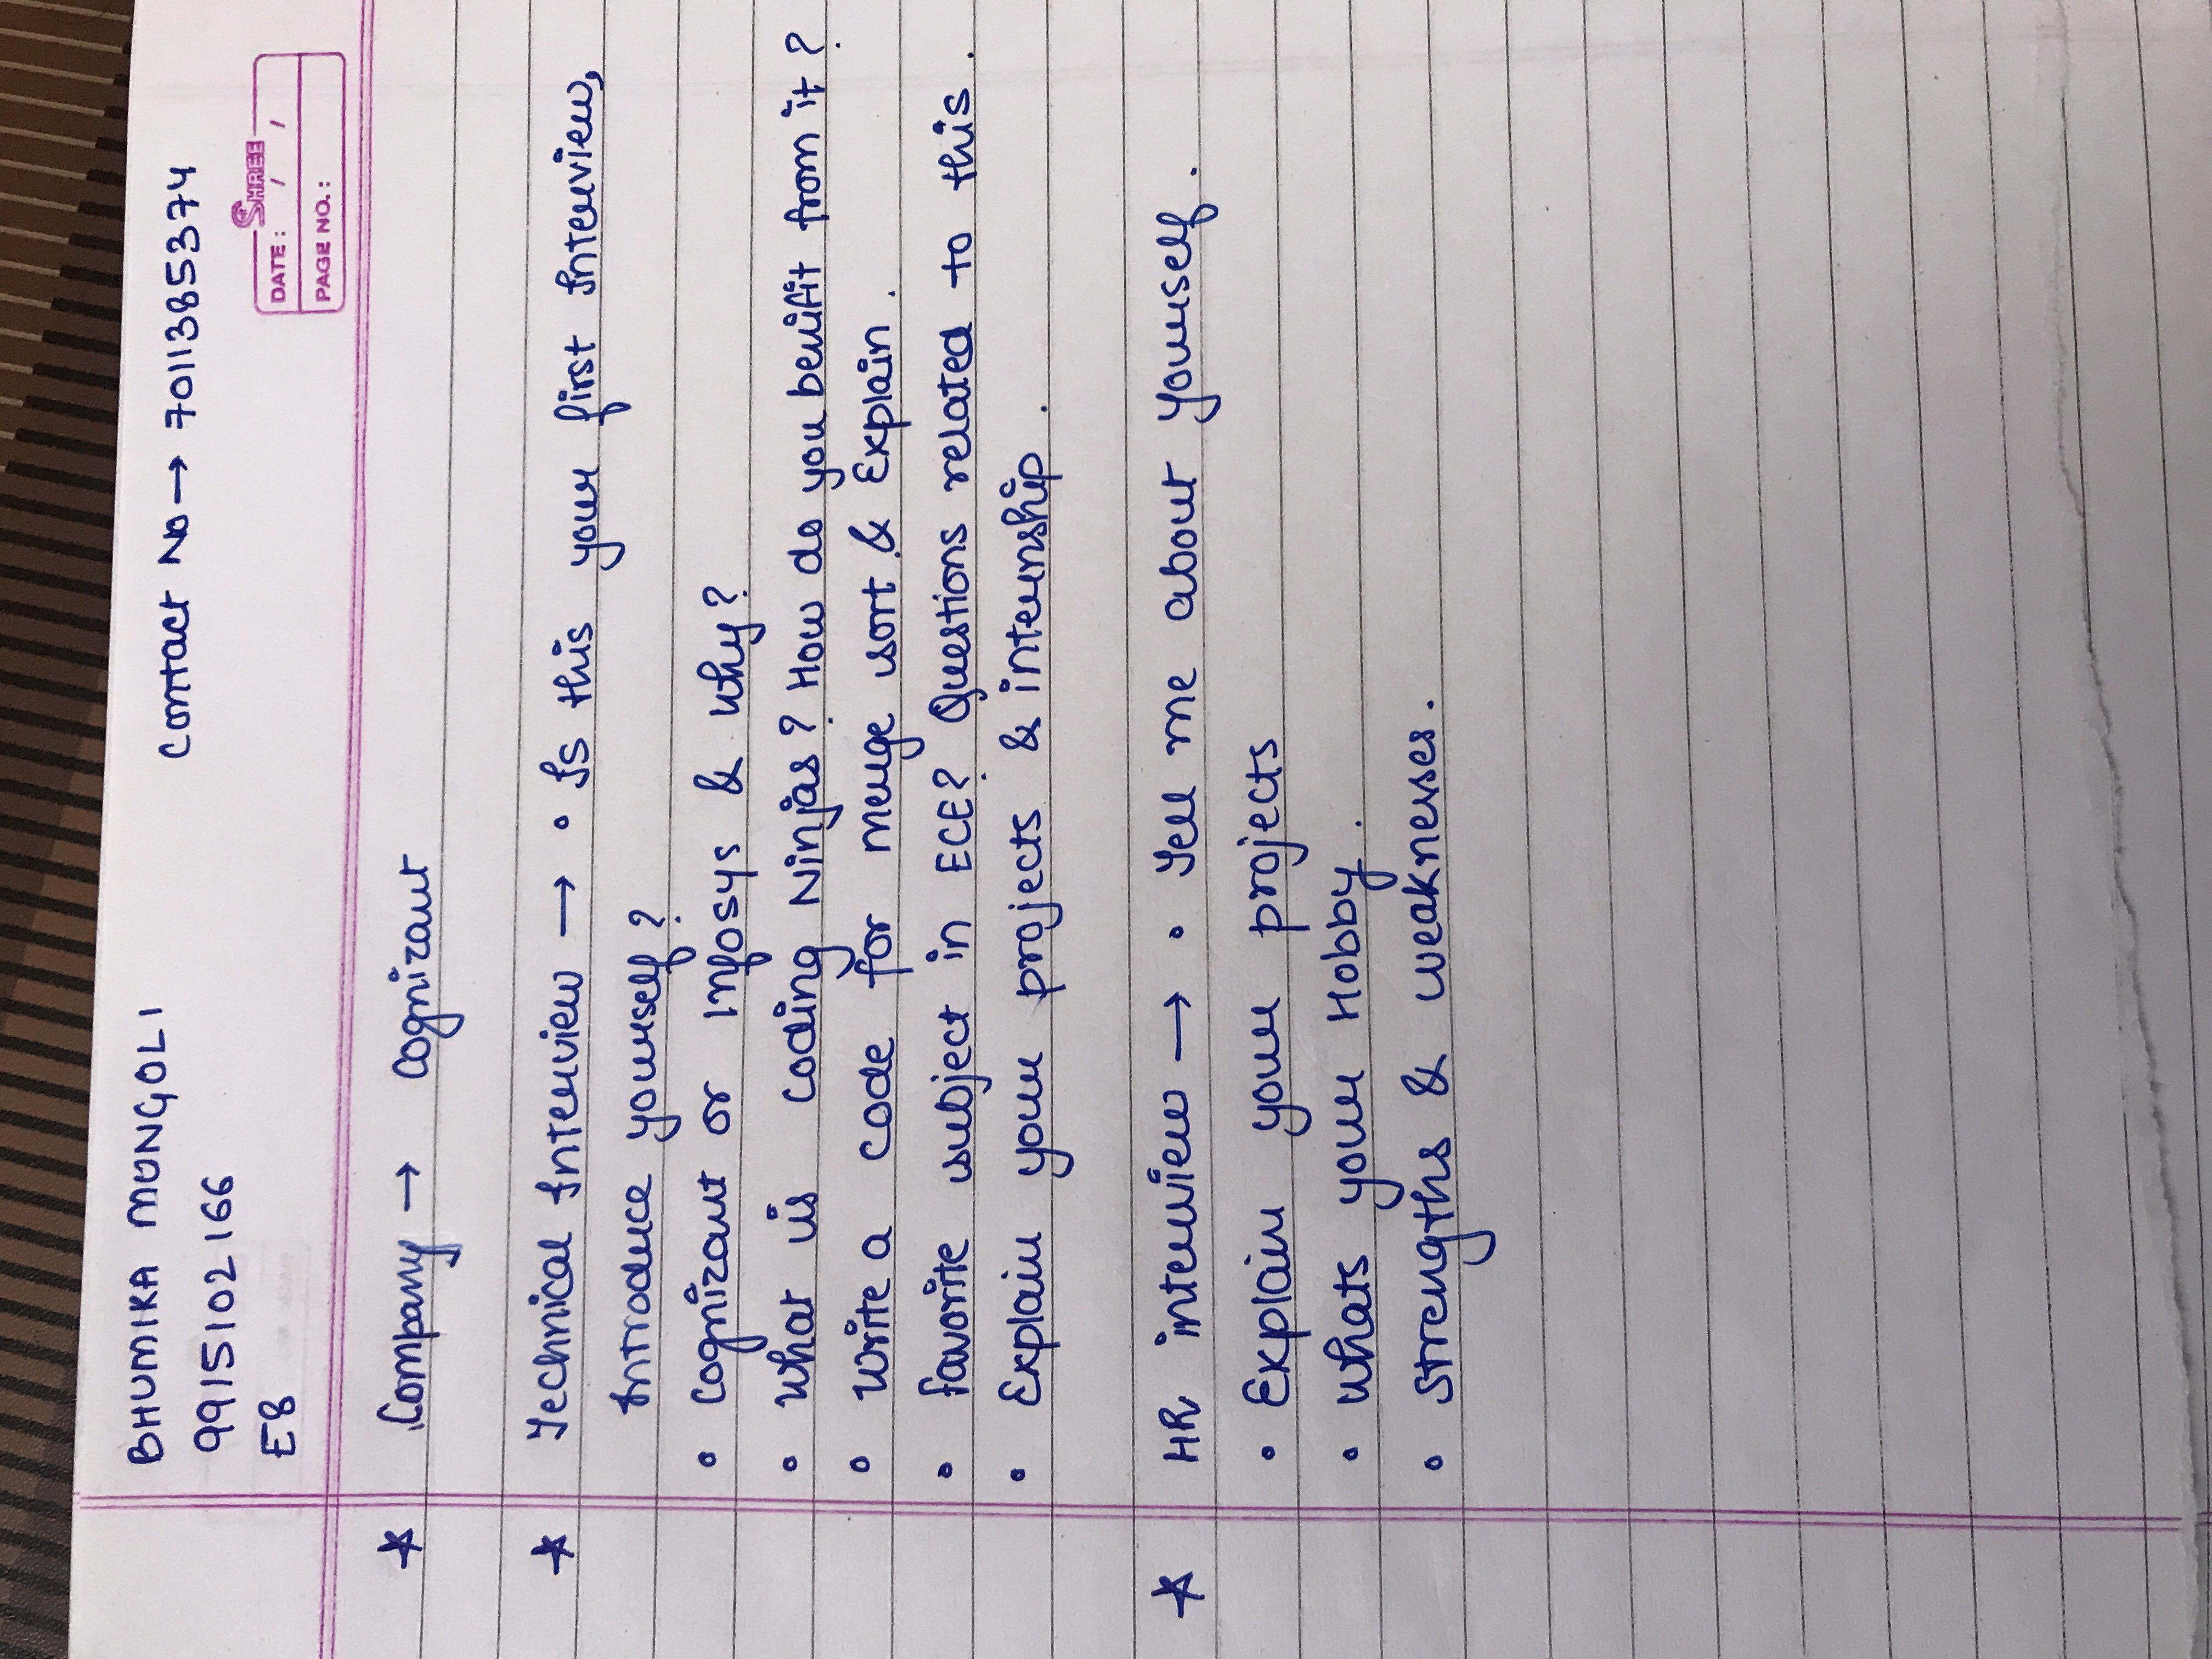 BHUMIKA MONGOLI
Contact No → 7011385374
9915102166
E8
SHREE
DATE : / /
PAGE NO. :
* Company → Cognizant
* Technical Interview → • Is this your first Interview,
Introduce yourself?
• Cognizant or Infosys & Why?
• What is Coding Ninjas? How do you benifit from it?
• Write a code for merge sort & Explain.
• favorite subject in ECE? Questions related to this.
• Explain your projects & internship.
* HR interview → • Tell me about yourself.
• Explain your projects
• Whats your Hobby.
• Strengths & weaknesses.